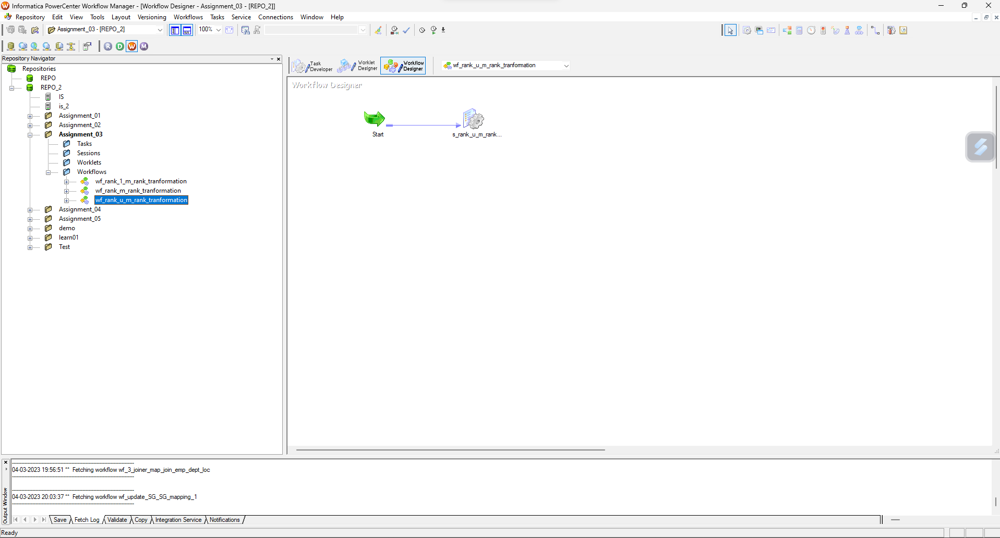 Informatica PowerCenter Workflow Manager - [Workflow Designer - Assignment_03 - [REPO_2]]
Repository Edit View Tools Layout Versioning Workflows Tasks Service Connections Window Help
Assignment_03 - [REPO_2] 100%
R D W M
Repository Navigator
Repositories
REPO
REPO_2
IS
is_2
Assignment_01
Assignment_02
Assignment_03
Tasks
Sessions
Worklets
Workflows
wf_rank_1_m_rank_tranformation
wf_rank_m_rank_tranformation
wf_rank_u_m_rank_tranformation
Assignment_04
Assignment_05
demo
learn01
Test
Task Developer
Worklet Designer
Workflow Designer
wf_rank_u_m_rank_tranformation
Workflow Designer
Start
s_rank_u_m_rank...
Output Window
04-03-2023 19:56:51 ** Fetching workflow wf_3_joiner_map_join_emp_dept_loc
04-03-2023 20:03:37 ** Fetching workflow wf_update_SG_SG_mapping_1
Save Fetch Log Validate Copy Integration Service Notifications
Ready